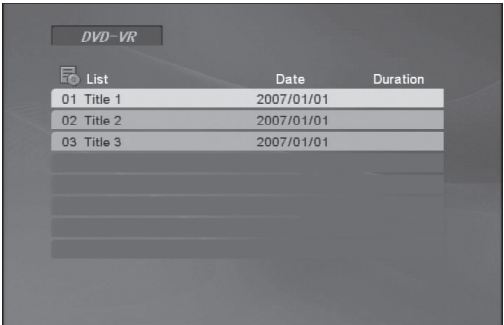 DVD-VR
List Date Duration
01 Title 1 2007/01/01
02 Title 2 2007/01/01
03 Title 3 2007/01/01